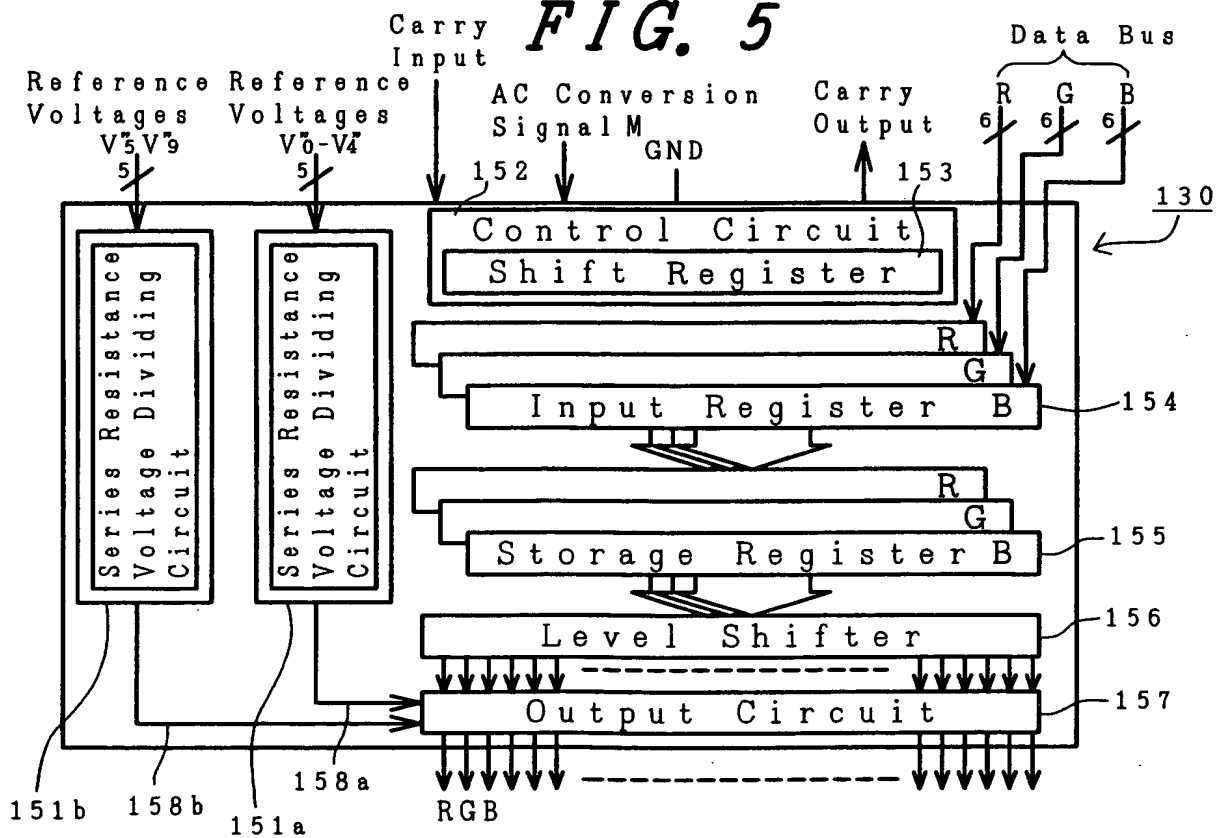 FIG. 5
Carry
Input
Data Bus
Reference
Voltages
V"5 V"9
Reference
Voltages
V"0-V"4
AC Conversion
Signal M
GND
Carry
Output
R G B
5
5
6
6
6
152
153
130
Control Circuit
Shift Register
Series Resistance
Voltage Dividing
Circuit
Series Resistance
Voltage Dividing
Circuit
R
G
Input Register B
154
R
G
Storage Register B
155
Level Shifter
156
Output Circuit
157
151b
158b
151a
158a
RGB